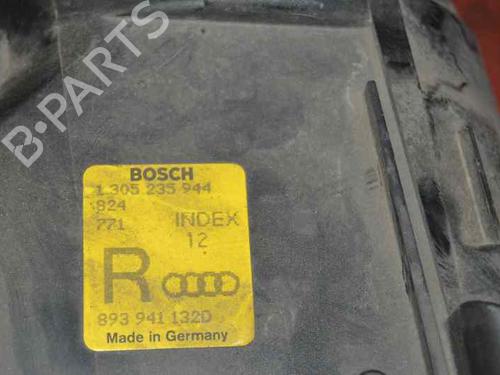 B-PARTS
BOSCH
1 305 235 944
824
771 INDEX
12
R
893 941 132D
Made in Germany